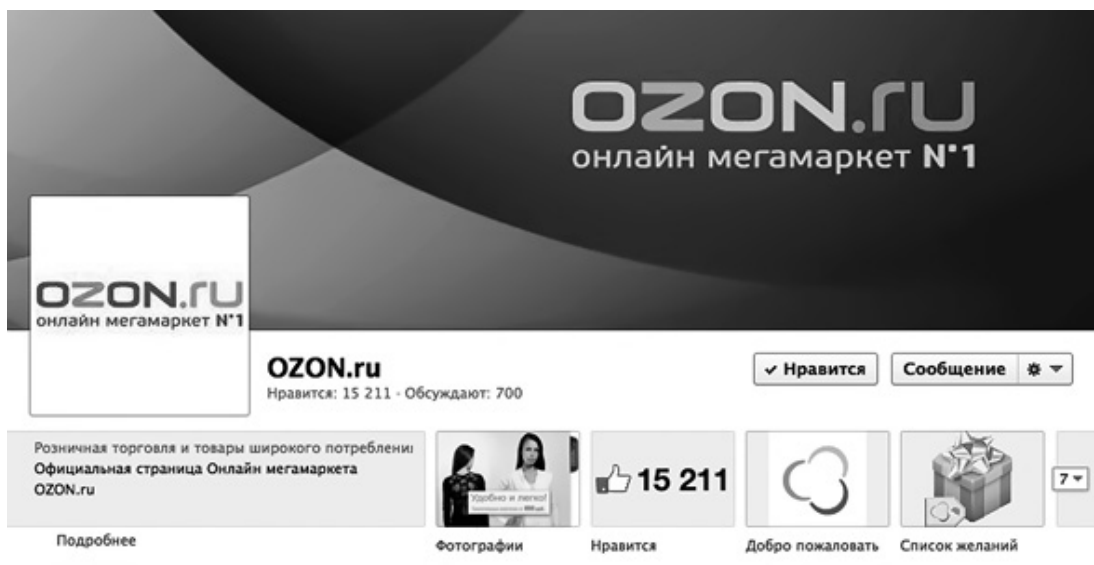 OZON.ru
онлайн мегамаркет N°1
OZON.ru
онлайн мегамаркет N°1
OZON.ru
Нравится: 15 211 · Обсуждают: 700
✓ Нравится
Сообщение
Розничная торговля и товары широкого потреблени
Официальная страница Онлайн мегамаркета
OZON.ru
Подробнее
Удобно и легко!
15 211
7
Фотографии
Нравится
Добро пожаловать
Список желаний